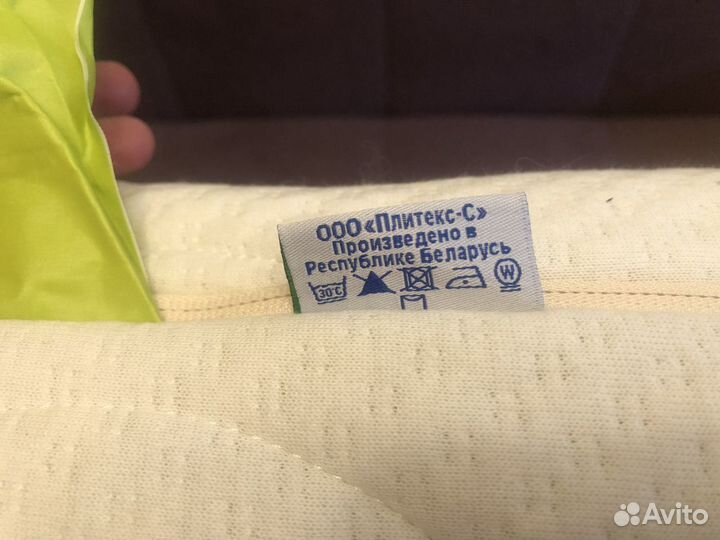 ООО «Плитекс-С»
Произведено в
Республике Беларусь
30°C
W
Avito